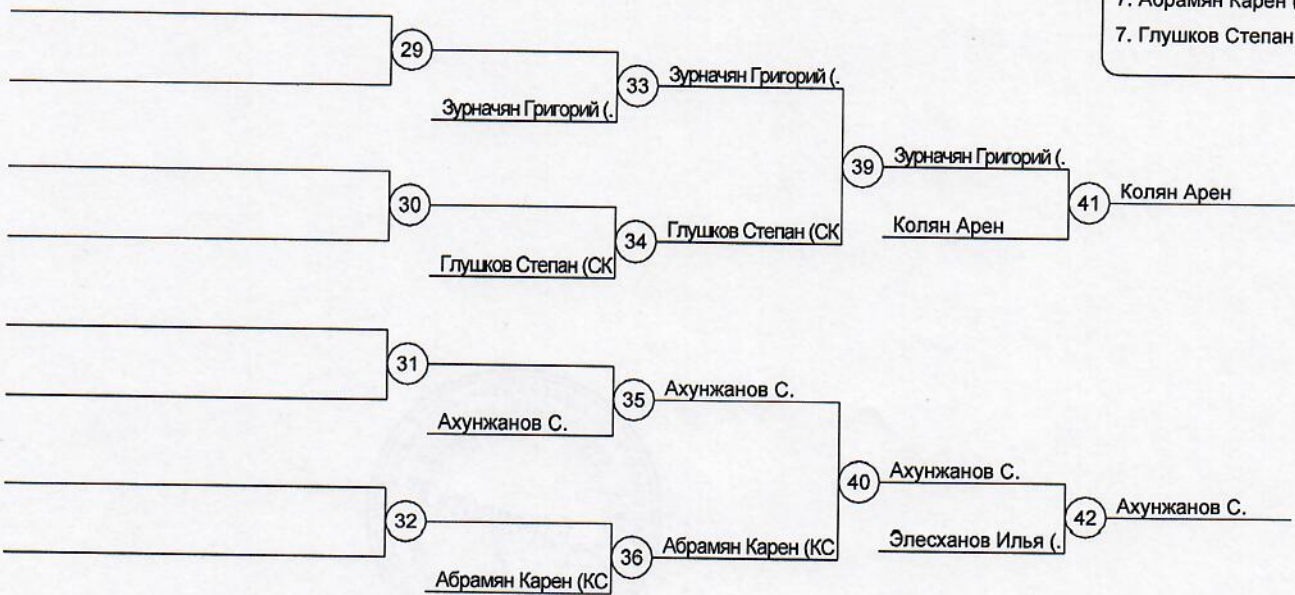 7. Абрамян Карен (
7. Глушков Степан
29
Зурначян Григорий (.
33
Зурначян Григорий (.
30
Глушков Степан (СК
34
Глушков Степан (СК
39
Зурначян Григорий (.
Колян Арен
41
Колян Арен
31
Ахунжанов С.
35
Ахунжанов С.
32
Абрамян Карен (КС
36
Абрамян Карен (КС
40
Ахунжанов С.
Элесханов Илья (.
42
Ахунжанов С.